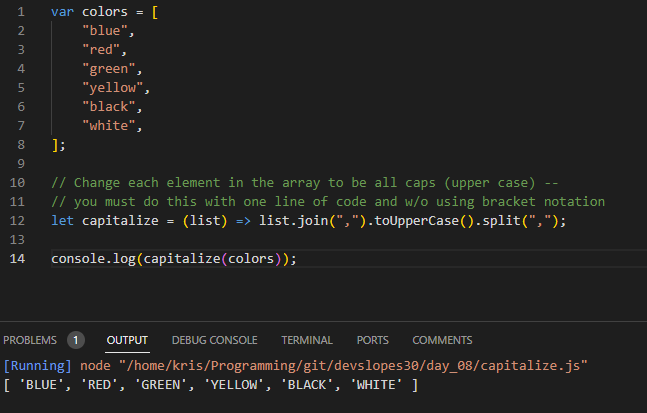 1 var colors = [
2     "blue",
3     "red",
4     "green",
5     "yellow",
6     "black",
7     "white",
8 ];
9
10 // Change each element in the array to be all caps (upper case) --
11 // you must do this with one line of code and w/o using bracket notation
12 let capitalize = (list) => list.join(",").toUpperCase().split(",");
13
14 console.log(capitalize(colors));
PROBLEMS 1 OUTPUT DEBUG CONSOLE TERMINAL PORTS COMMENTS
[Running] node "/home/kris/Programming/git/devslopes30/day_08/capitalize.js"
[ 'BLUE', 'RED', 'GREEN', 'YELLOW', 'BLACK', 'WHITE' ]